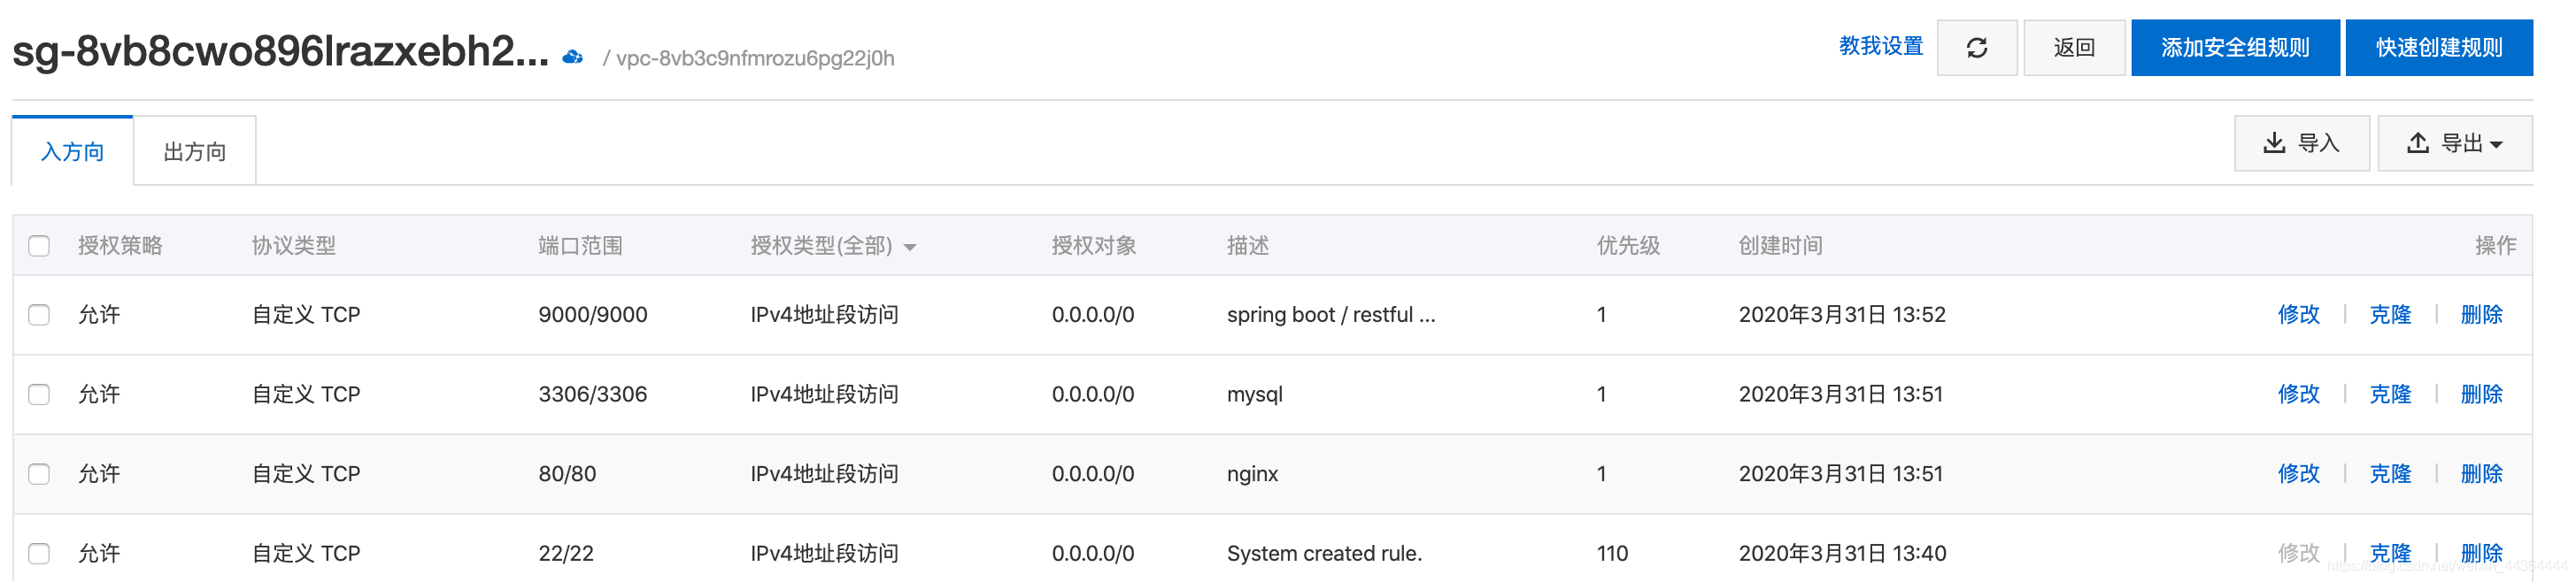 sg-8vb8cwo896lrazxebh2... / vpc-8vb3c9nfmrozu6pg22j0h 教我设置 返回 添加安全组规则 快速创建规则
入方向 出方向 导入 导出
授权策略 协议类型 端口范围 授权类型(全部) 授权对象 描述 优先级 创建时间 操作
允许 自定义 TCP 9000/9000 IPv4地址段访问 0.0.0.0/0 spring boot / restful ... 1 2020年3月31日 13:52 修改 | 克隆 | 删除
允许 自定义 TCP 3306/3306 IPv4地址段访问 0.0.0.0/0 mysql 1 2020年3月31日 13:51 修改 | 克隆 | 删除
允许 自定义 TCP 80/80 IPv4地址段访问 0.0.0.0/0 nginx 1 2020年3月31日 13:51 修改 | 克隆 | 删除
允许 自定义 TCP 22/22 IPv4地址段访问 0.0.0.0/0 System created rule. 110 2020年3月31日 13:40 修改 | 克隆 | 删除